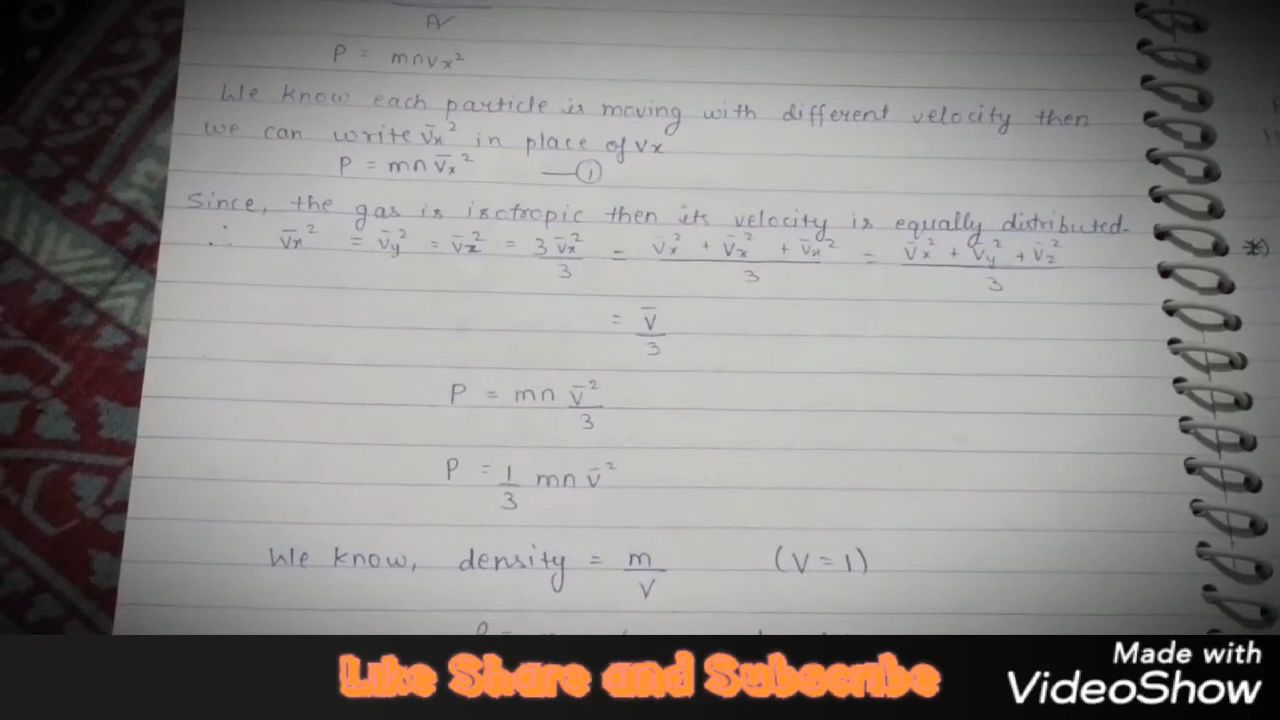 A
P = mnvx²
We know each particle is moving with different velocity then
we can write v̄x² in place of vx
P = mn v̄x² —①
Since, the gas is isotropic then its velocity is equally distributed.
∴ v̄x² = v̄y² = v̄z² = 3v̄x²/3 = v̄x² + v̄x² + v̄x²/3 = v̄x² + v̄y² + v̄z²/3
= v̄/3
P = mn v̄²/3
P = 1/3 mn v̄²
We know, density = m/V (V = 1)
Like Share and Subscribe
Made with
VideoShow